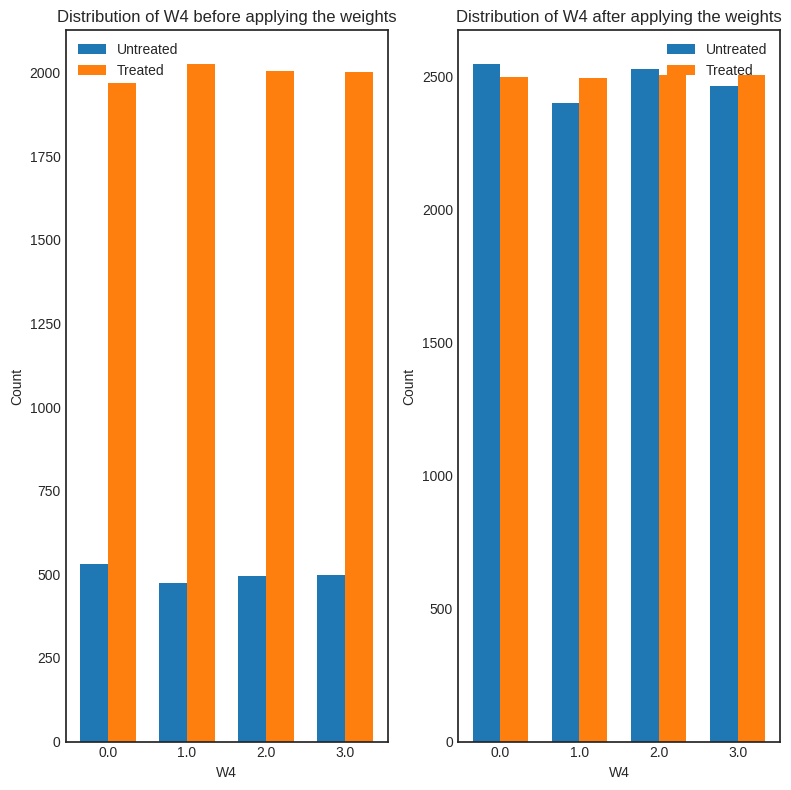 Distribution of W4 before applying the weights
Untreated
Treated
2000
1750
1500
1250
1000
750
500
250
0
Count
0.0 1.0 2.0 3.0
W4
Distribution of W4 after applying the weights
Untreated
Treated
2500
2000
1500
1000
500
0
Count
0.0 1.0 2.0 3.0
W4